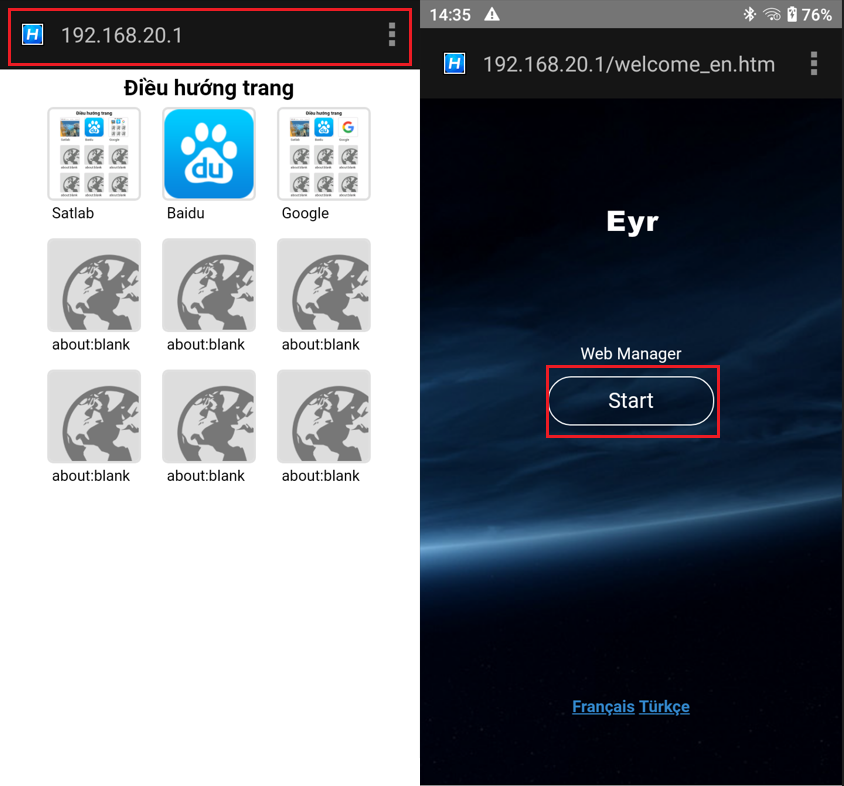 H 192.168.20.1
Điều hướng trang
du
Satlab Baidu Google
about:blank about:blank about:blank
about:blank about:blank about:blank
14:35 76%
H 192.168.20.1/welcome_en.htm
Eyr
Web Manager
Start
Français Türkçe